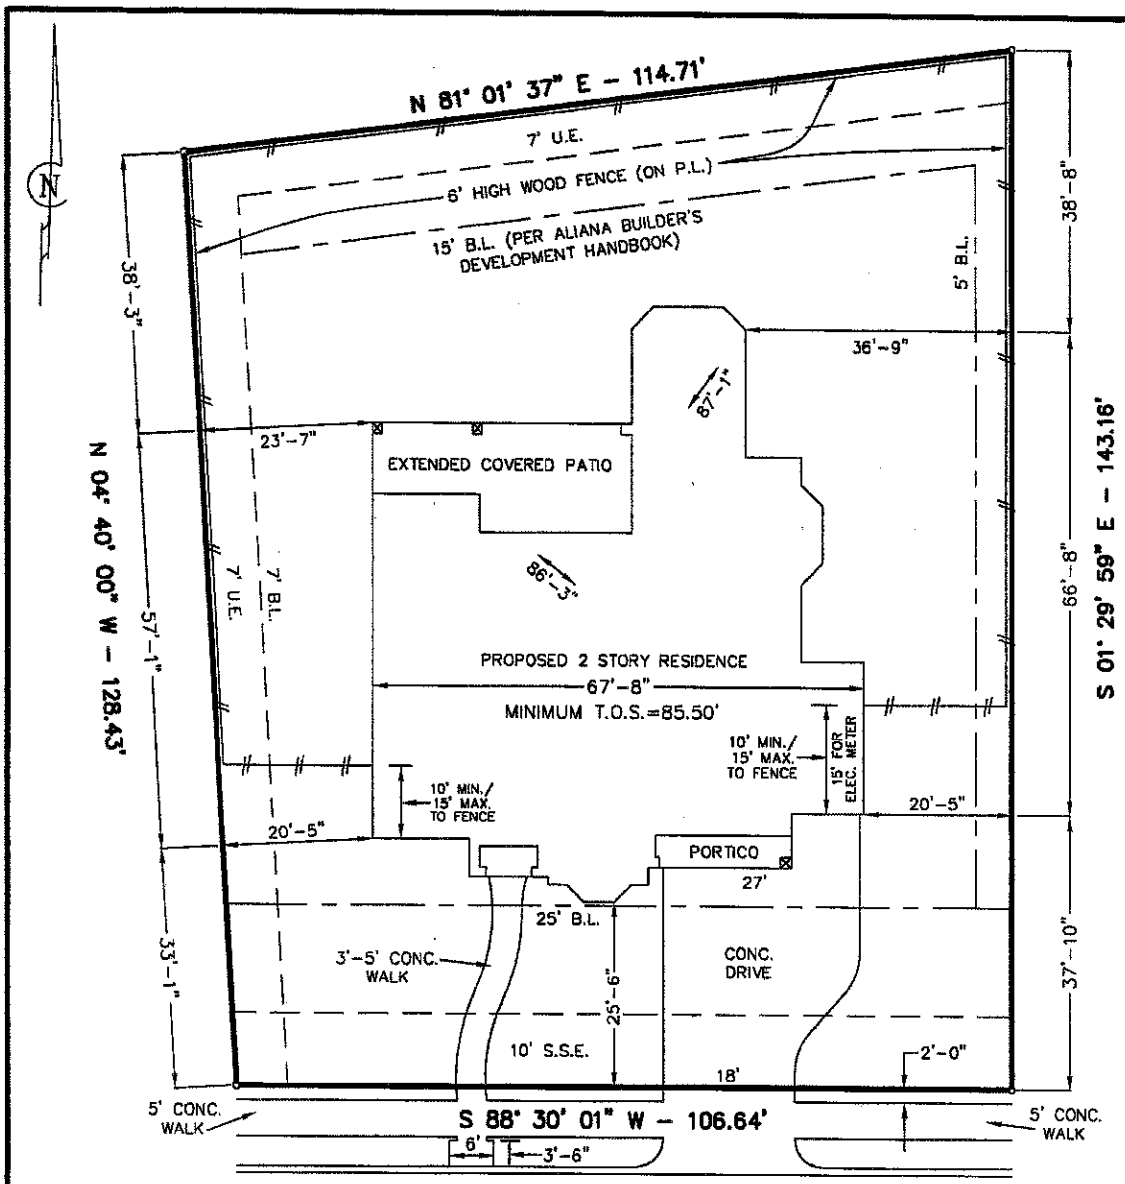 N 81° 01' 37" E - 114.71'
N
7' U.E.
6' HIGH WOOD FENCE (ON P.L.)
15' B.L. (PER ALIANA BUILDER'S
DEVELOPMENT HANDBOOK)
38'-8"
5' B.L.
38'-3"
36'-9"
87'-1"
23'-7"
EXTENDED COVERED PATIO
N 04° 40' 00" W - 128.43'
S 01° 29' 59" E - 143.16'
7' U.E.
7' B.L.
86'-3"
66'-8"
57'-1"
PROPOSED 2 STORY RESIDENCE
67'-8"
MINIMUM T.O.S.=85.50'
10' MIN./
15' MAX.
TO FENCE
15' FOR
ELEC. METER
10' MIN./
15' MAX.
TO FENCE
20'-5"
20'-5"
PORTICO
27'
25' B.L.
3'-5' CONC.
WALK
CONC.
DRIVE
33'-1"
25'-6"
37'-10"
10' S.S.E.
2'-0"
18'
5' CONC.
WALK
S 88° 30' 01" W - 106.64'
5' CONC.
WALK
6'
3'-6"